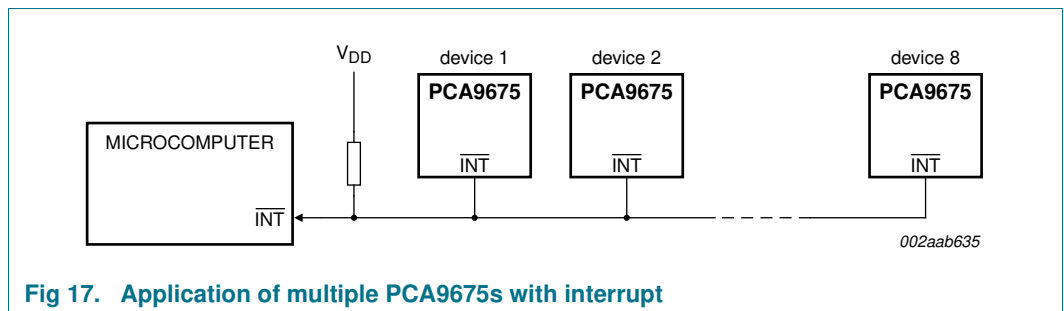 V_DD
device 1
device 2
device 8
PCA9675
PCA9675
PCA9675
MICROCOMPUTER
INT
INT
INT
INT
002aab635
Fig 17. Application of multiple PCA9675s with interrupt